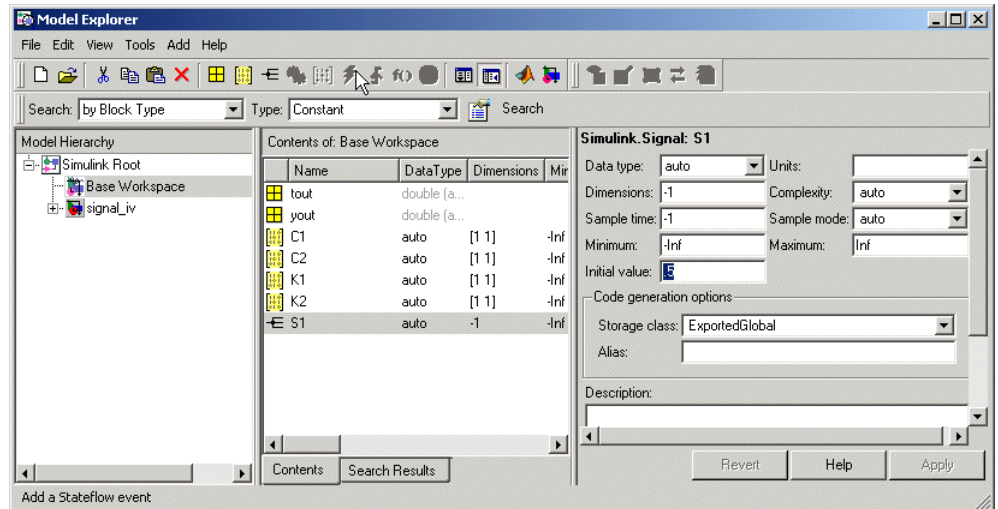 Model Explorer
File Edit View Tools Add Help
f()
Search: by Block Type Type: Constant Search
Model Hierarchy
Simulink Root
Base Workspace
signal_iv
Contents of: Base Workspace
Name DataType Dimensions Mir
tout double (a...
yout double (a...
C1 auto [1 1] -Inf
C2 auto [1 1] -Inf
K1 auto [1 1] -Inf
K2 auto [1 1] -Inf
S1 auto -1 -Inf
Contents Search Results
Simulink.Signal: S1
Data type: auto Units:
Dimensions: -1 Complexity: auto
Sample time: -1 Sample mode: auto
Minimum: -Inf Maximum: Inf
Initial value: .5
Code generation options
Storage class: ExportedGlobal
Alias:
Description:
Revert Help Apply
Add a Stateflow event